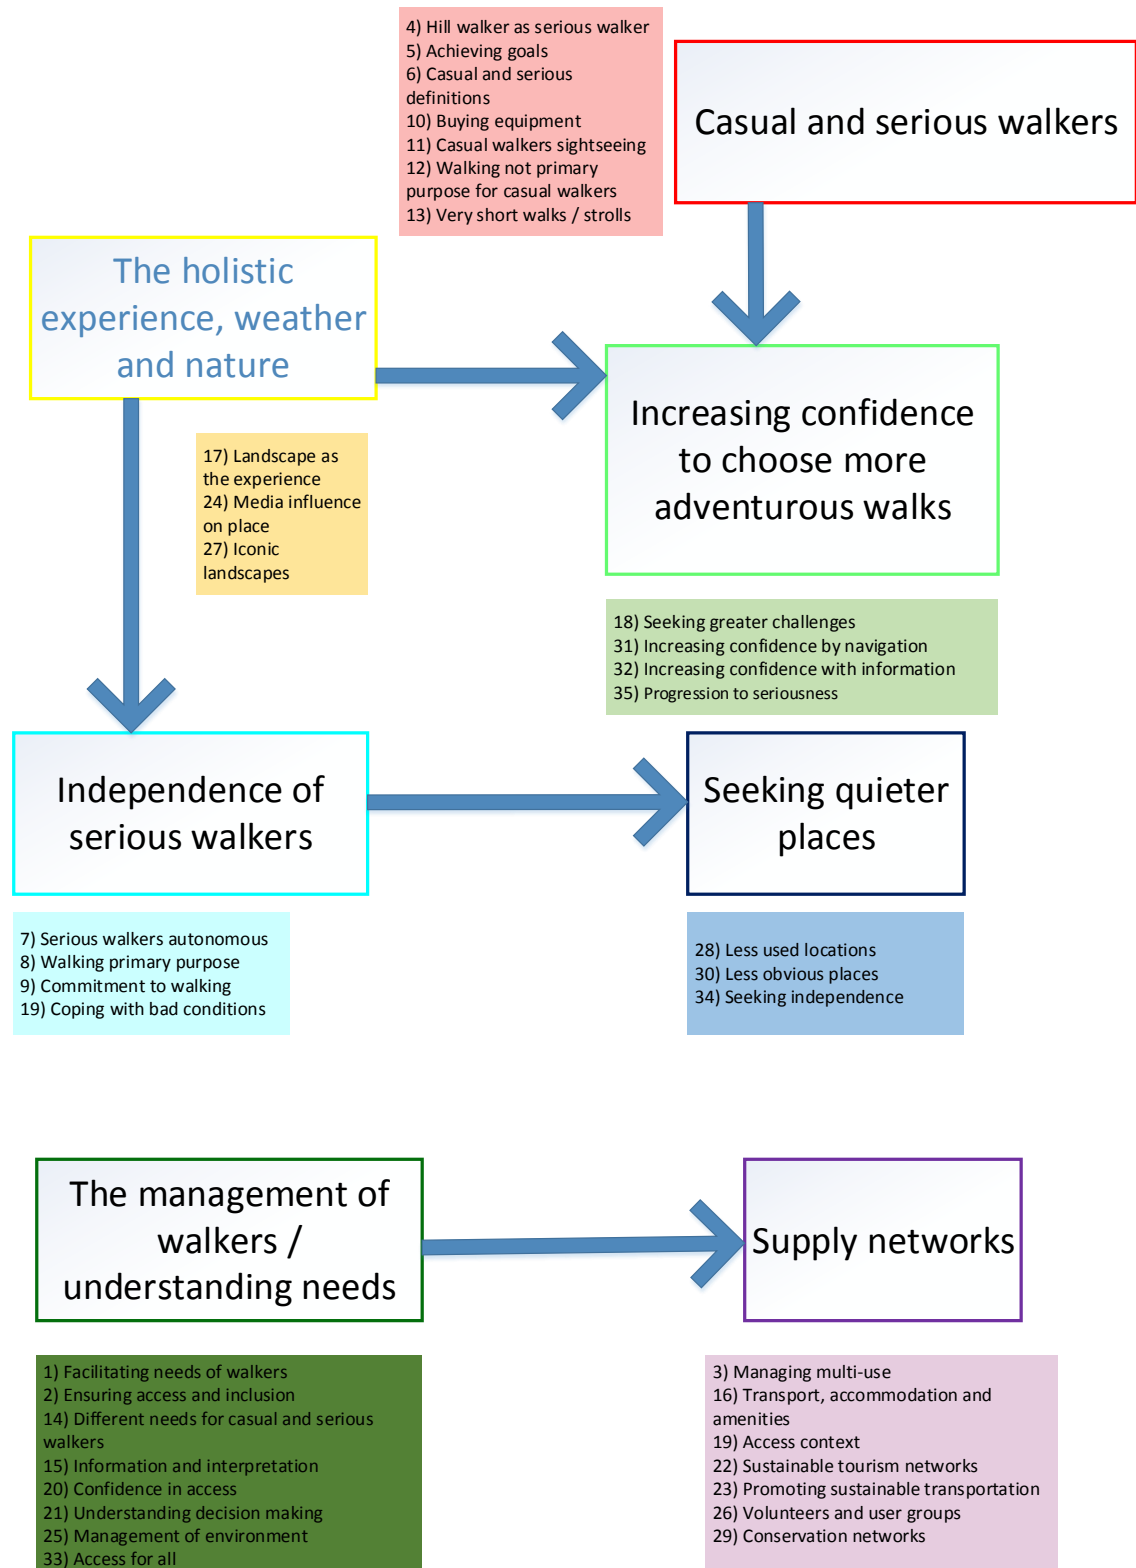 4) Hill walker as serious walker
5) Achieving goals
6) Casual and serious
definitions
10) Buying equipment
11) Casual walkers sightseeing
12) Walking not primary
purpose for casual walkers
13) Very short walks / strolls
Casual and serious walkers
The holistic
experience, weather
and nature
Increasing confidence
to choose more
adventurous walks
17) Landscape as
the experience
24) Media influence
on place
27) Iconic
landscapes
18) Seeking greater challenges
31) Increasing confidence by navigation
32) Increasing confidence with information
35) Progression to seriousness
Independence of
serious walkers
Seeking quieter
places
7) Serious walkers autonomous
8) Walking primary purpose
9) Commitment to walking
19) Coping with bad conditions
28) Less used locations
30) Less obvious places
34) Seeking independence
The management of
walkers /
understanding needs
Supply networks
1) Facilitating needs of walkers
2) Ensuring access and inclusion
14) Different needs for casual and serious
walkers
15) Information and interpretation
20) Confidence in access
21) Understanding decision making
25) Management of environment
33) Access for all
3) Managing multi-use
16) Transport, accommodation and
amenities
19) Access context
22) Sustainable tourism networks
23) Promoting sustainable transportation
26) Volunteers and user groups
29) Conservation networks